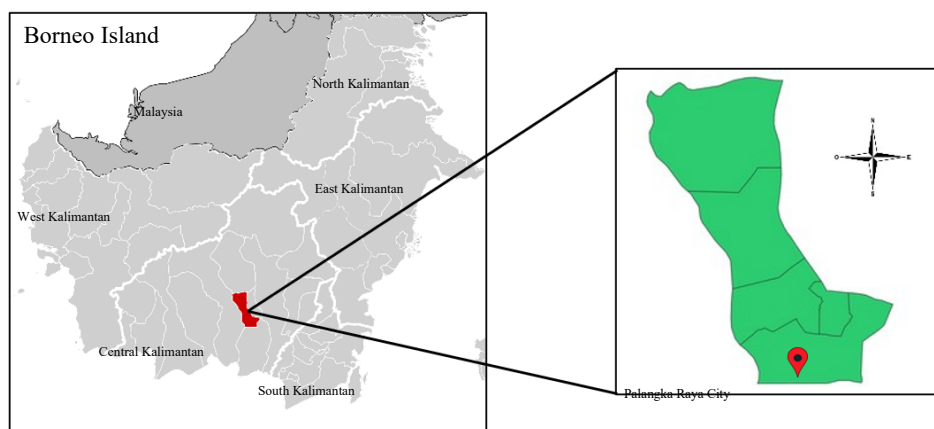 Borneo Island
North Kalimantan
Malaysia
East Kalimantan
West Kalimantan
Central Kalimantan
South Kalimantan
N
O
E
S
Palangka Raya City